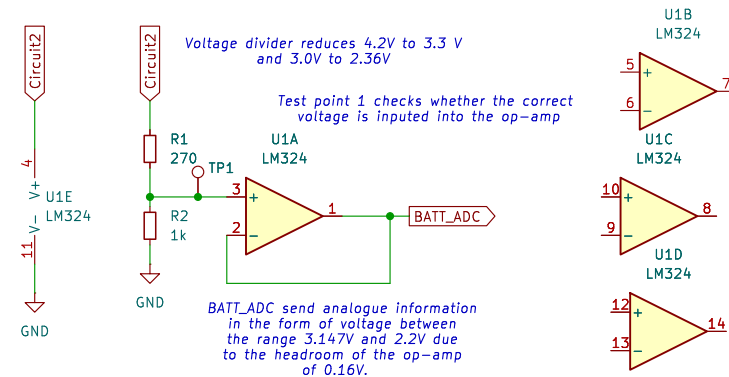 Circuit2
4
V+
U1E
LM324
V-
11
GND
Circuit2
Voltage divider reduces 4.2V to 3.3 V
and 3.0V to 2.36V
Test point 1 checks whether the correct
voltage is inputed into the op-amp
R1
270
TP1
R2
1k
GND
U1A
LM324
3
+
2
-
1
BATT_ADC
BATT_ADC send analogue information
in the form of voltage between
the range 3.147V and 2.2V due
to the headroom of the op-amp
of 0.16V.
U1B
LM324
5
+
6
-
7
U1C
LM324
10
+
9
-
8
U1D
LM324
12
+
13
-
14